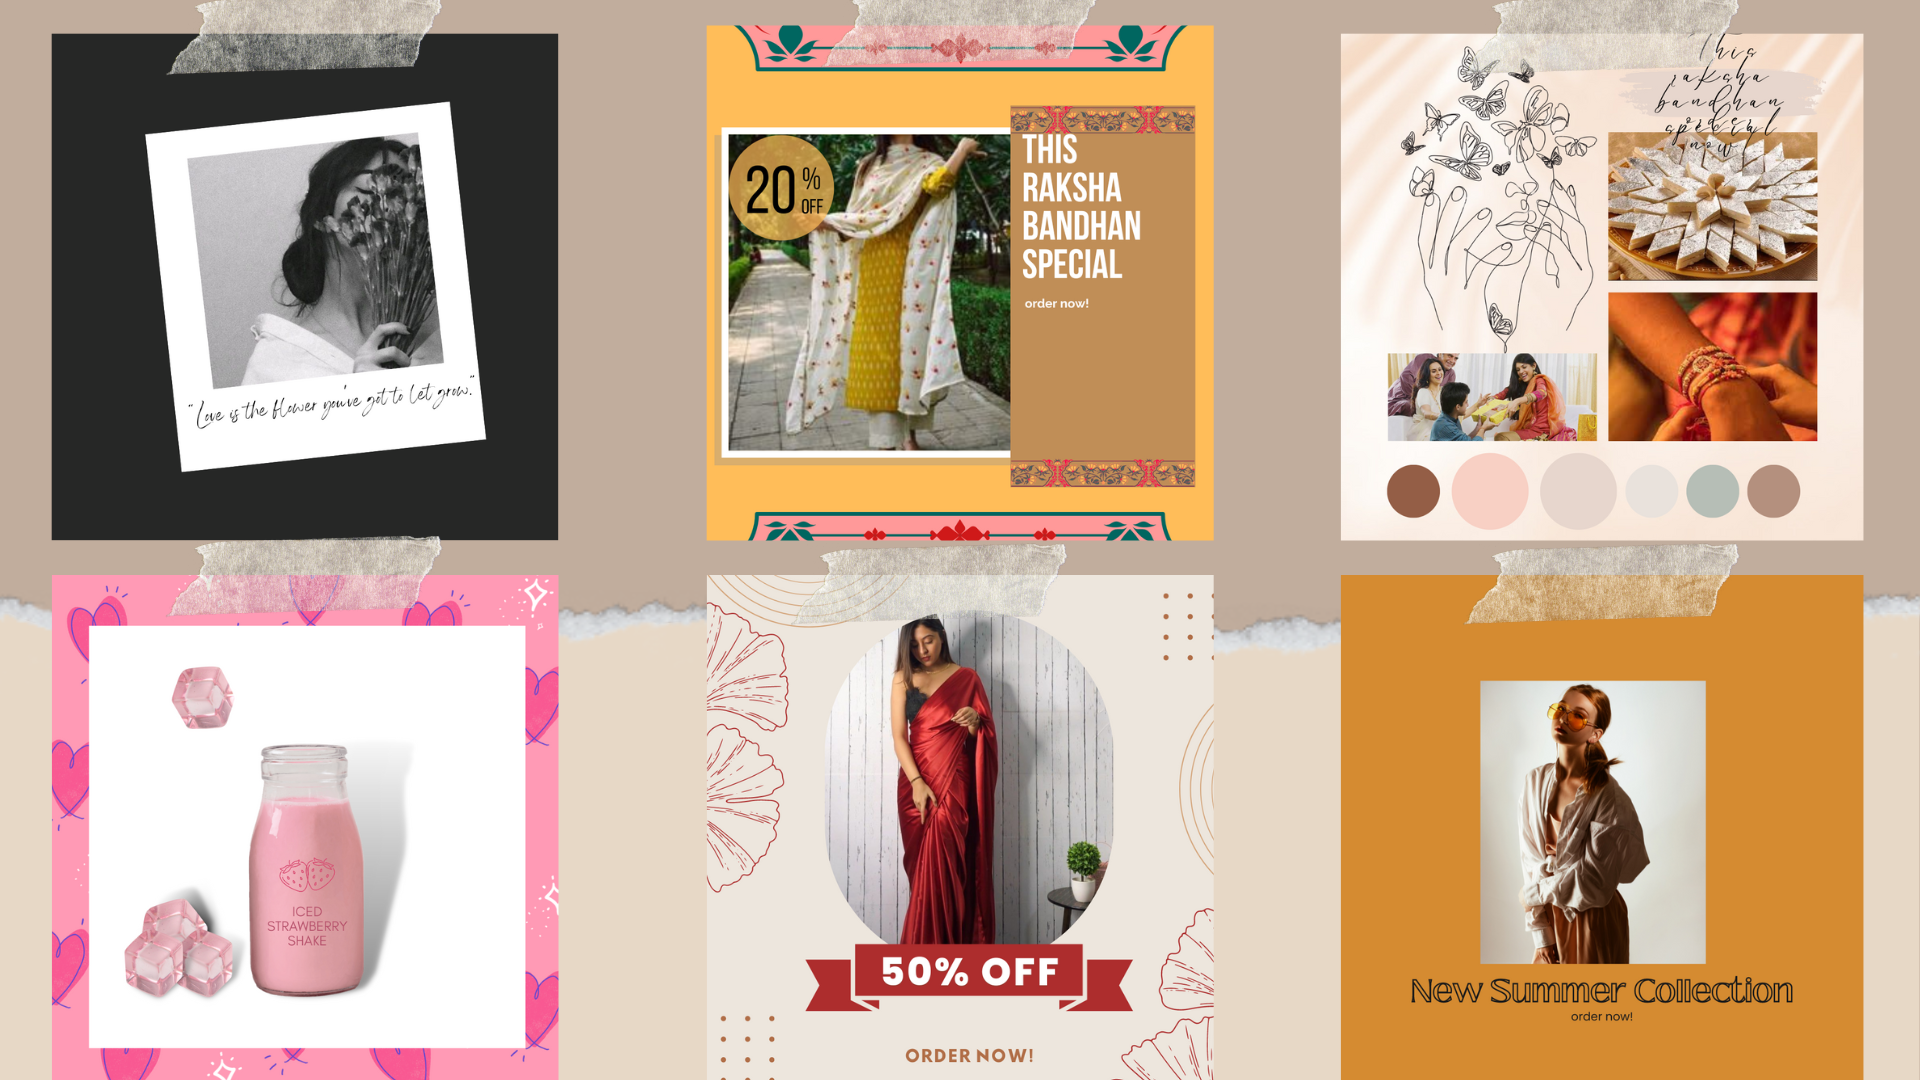 "Love is the flower you've got to let grow."
20 %
OFF
THIS
RAKSHA
BANDHAN
SPECIAL
order now!
This
raksha
bandhan
special
order
now
ICED
STRAWBERRY
SHAKE
50% OFF
ORDER NOW!
New Summer Collection
order now!